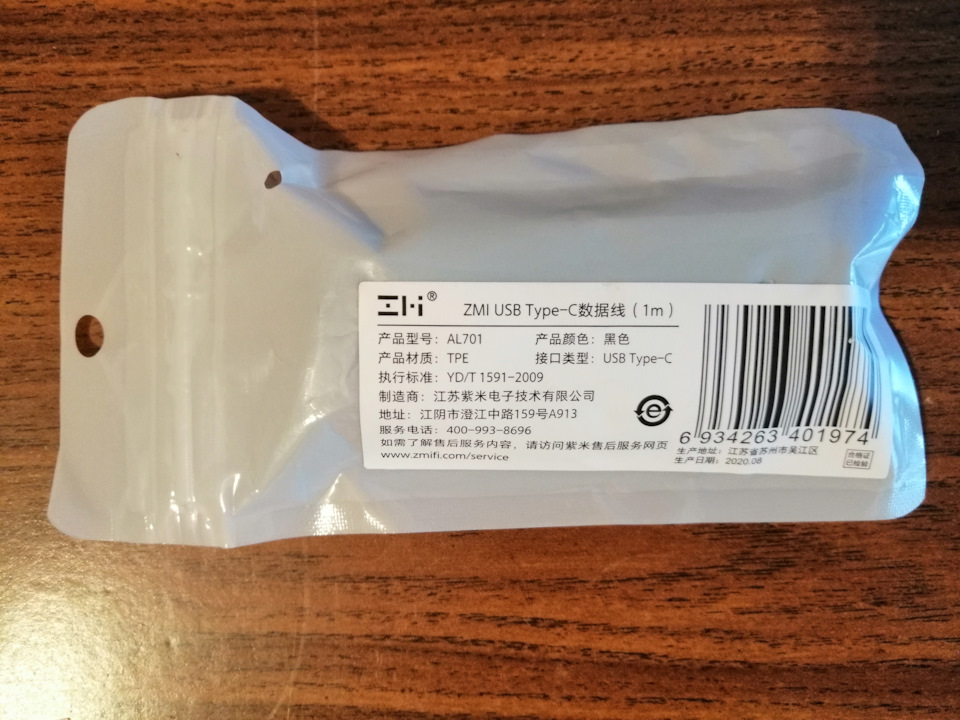 ZMI®
ZMI USB Type-C数据线（1m）
产品型号：AL701 产品颜色：黑色
产品材质：TPE 接口类型：USB Type-C
执行标准：YD/T 1591-2009
制造商：江苏紫米电子技术有限公司
地址：江阴市澄江中路159号A913
服务电话：400-993-8696
如需了解售后服务内容，请访问紫米售后服务网页
www.zmifi.com/service
e
6 934263 401974
生产地址：江苏省苏州市吴江区
生产日期：2020.08
合格证
已检验